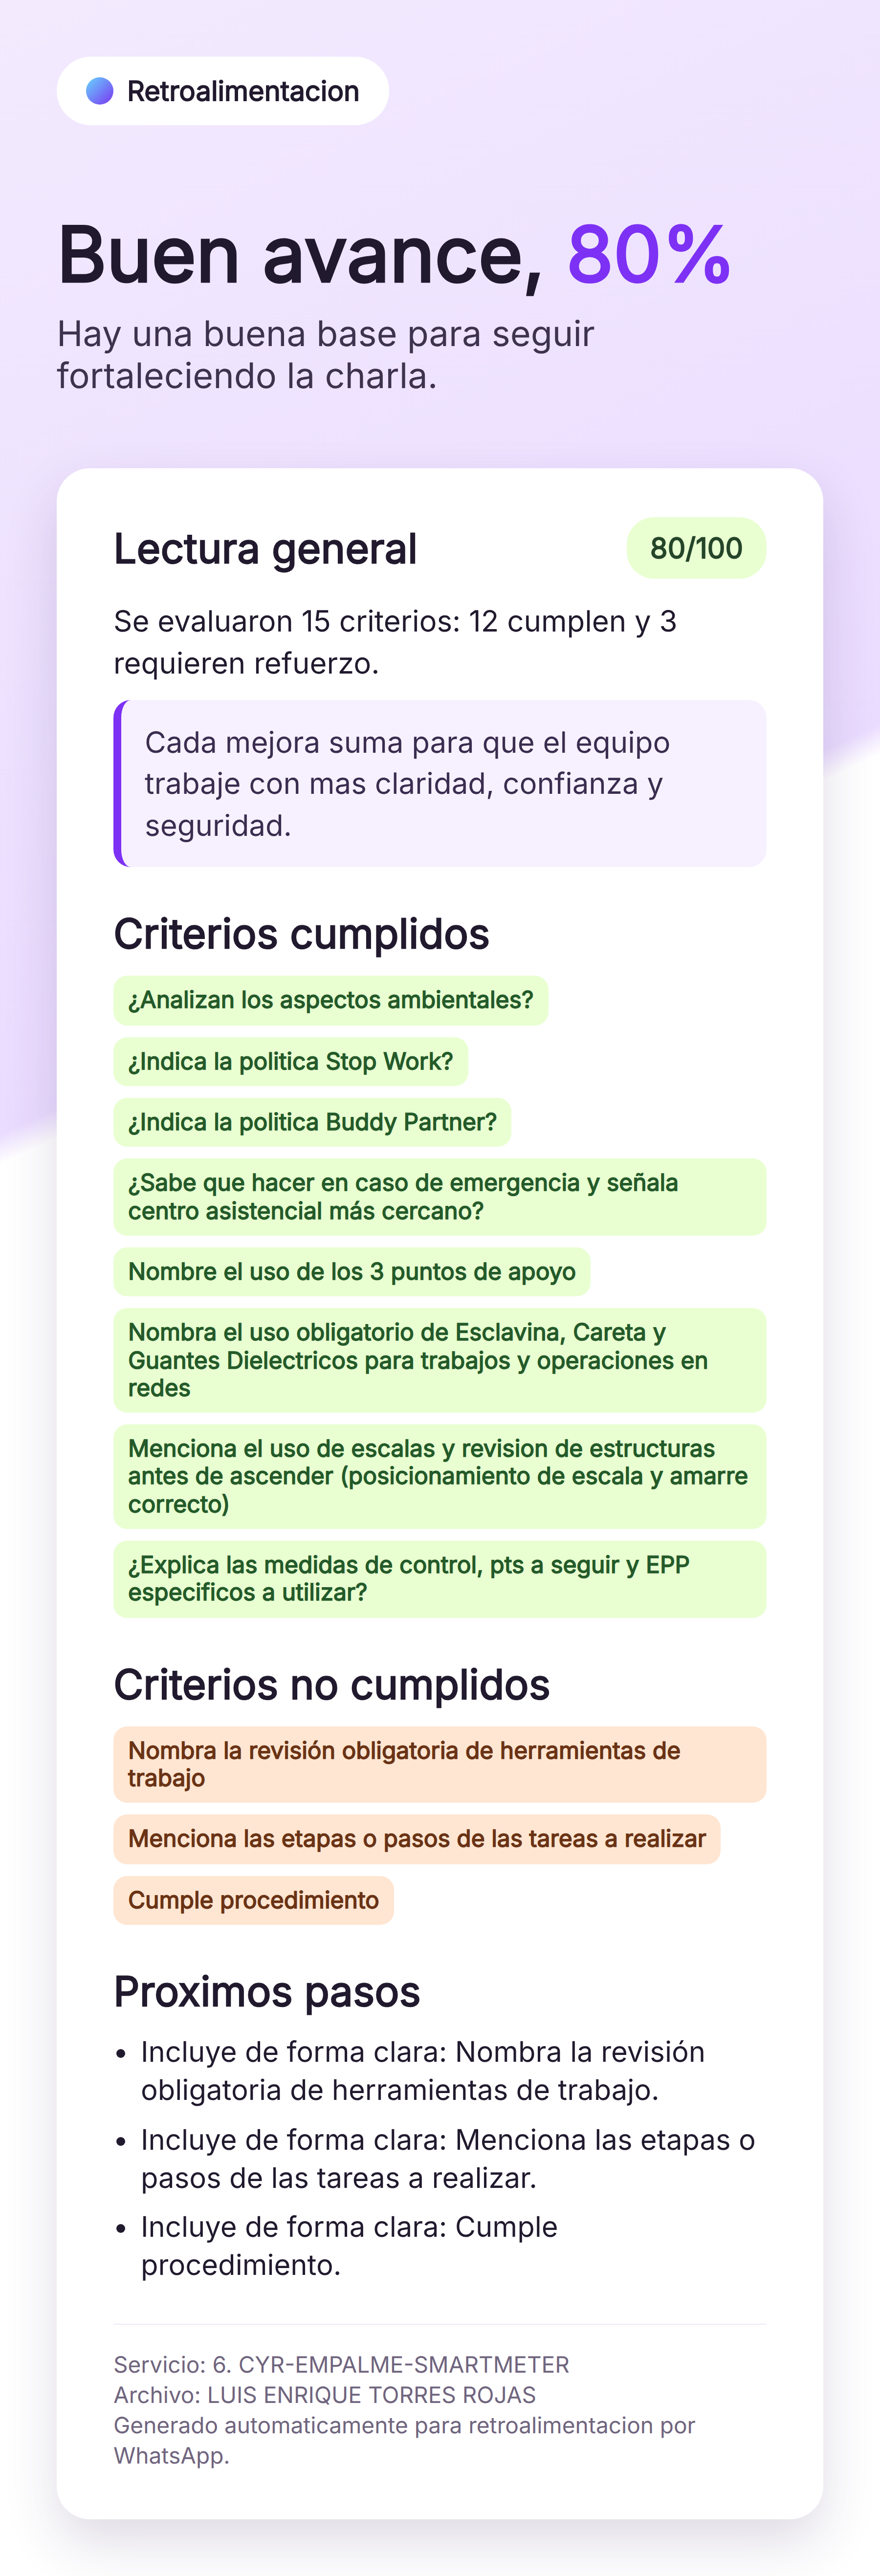 Retroalimentacion
Buen avance, 80%
Hay una buena base para seguir
fortaleciendo la charla.
Lectura general
80/100
Se evaluaron 15 criterios: 12 cumplen y 3
requieren refuerzo.
Cada mejora suma para que el equipo
trabaje con mas claridad, confianza y
seguridad.
Criterios cumplidos
¿Analizan los aspectos ambientales?
¿Indica la politica Stop Work?
¿Indica la politica Buddy Partner?
¿Sabe que hacer en caso de emergencia y señala
centro asistencial más cercano?
Nombre el uso de los 3 puntos de apoyo
Nombra el uso obligatorio de Esclavina, Careta y
Guantes Dielectricos para trabajos y operaciones en
redes
Menciona el uso de escalas y revision de estructuras
antes de ascender (posicionamiento de escala y amarre
correcto)
¿Explica las medidas de control, pts a seguir y EPP
especificos a utilizar?
Criterios no cumplidos
Nombra la revisión obligatoria de herramientas de
trabajo
Menciona las etapas o pasos de las tareas a realizar
Cumple procedimiento
Proximos pasos
• Incluye de forma clara: Nombra la revisión
obligatoria de herramientas de trabajo.
• Incluye de forma clara: Menciona las etapas o
pasos de las tareas a realizar.
• Incluye de forma clara: Cumple
procedimiento.
Servicio: 6. CYR-EMPALME-SMARTMETER
Archivo: LUIS ENRIQUE TORRES ROJAS
Generado automaticamente para retroalimentacion por
WhatsApp.